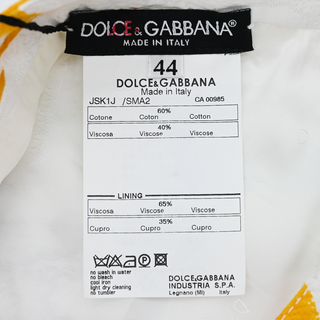 DOLCE&GABBANA
MADE IN ITALY
44
DOLCE&GABBANA
Made in Italy
JSK1J /SMA2 CA 00985
60%
Cotone Coton Cotton
40%
Viscosa Viscose Viscose
LINING
65%
Viscosa Viscose Viscose
35%
Cupro Cupro Cupro
no wash in water
no bleach
cool iron
light dry cleaning
no tumbler
DOLCE&GABBANA
INDUSTRIA S.P.A.
Legnano (MI) Italy